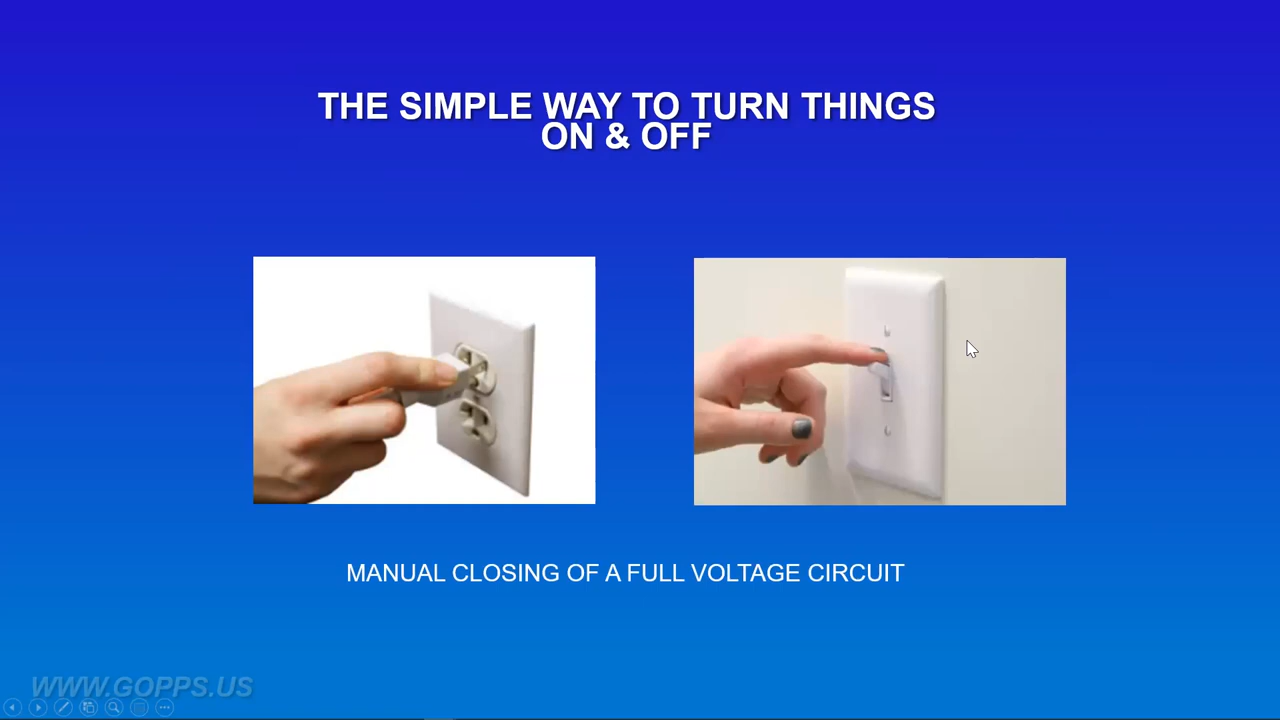 THE SIMPLE WAY TO TURN THINGS
ON & OFF
MANUAL CLOSING OF A FULL VOLTAGE CIRCUIT
WWW.GOPPS.US